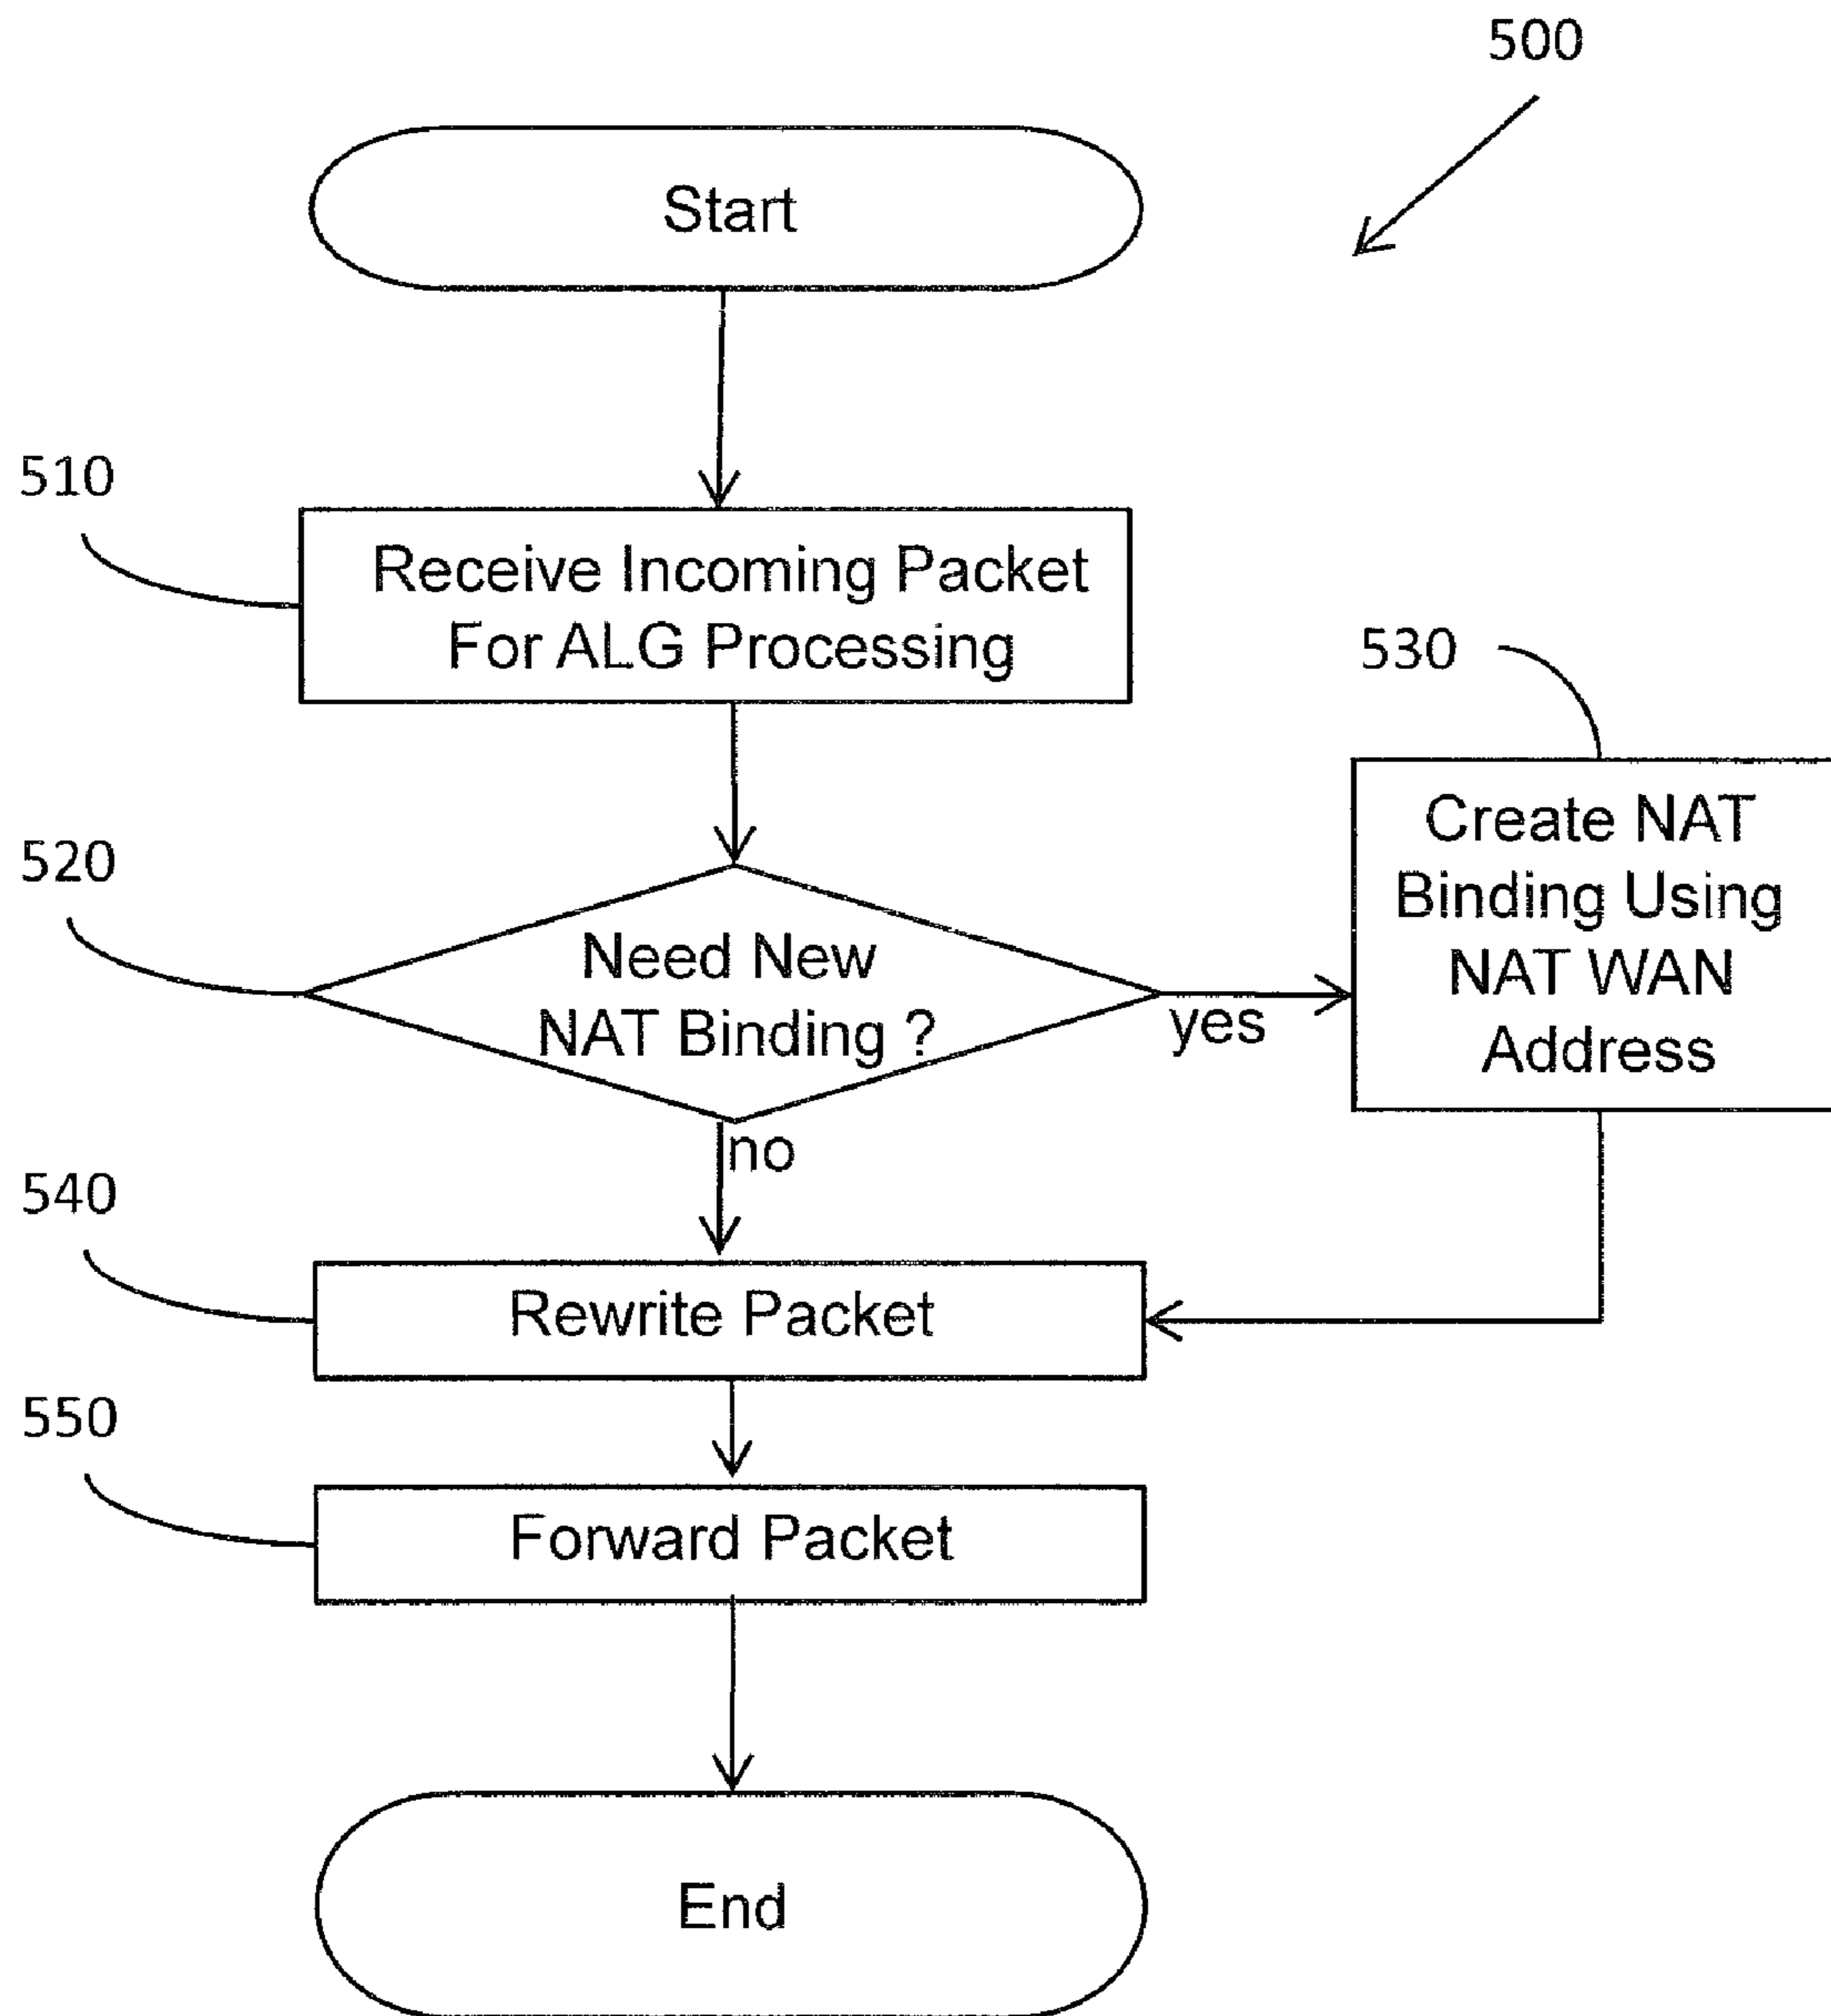 500
Start
510
Receive Incoming Packet
For ALG Processing
530
Create NAT
Binding Using
NAT WAN
Address
520
Need New
NAT Binding ?
yes
no
540
Rewrite Packet
550
Forward Packet
End